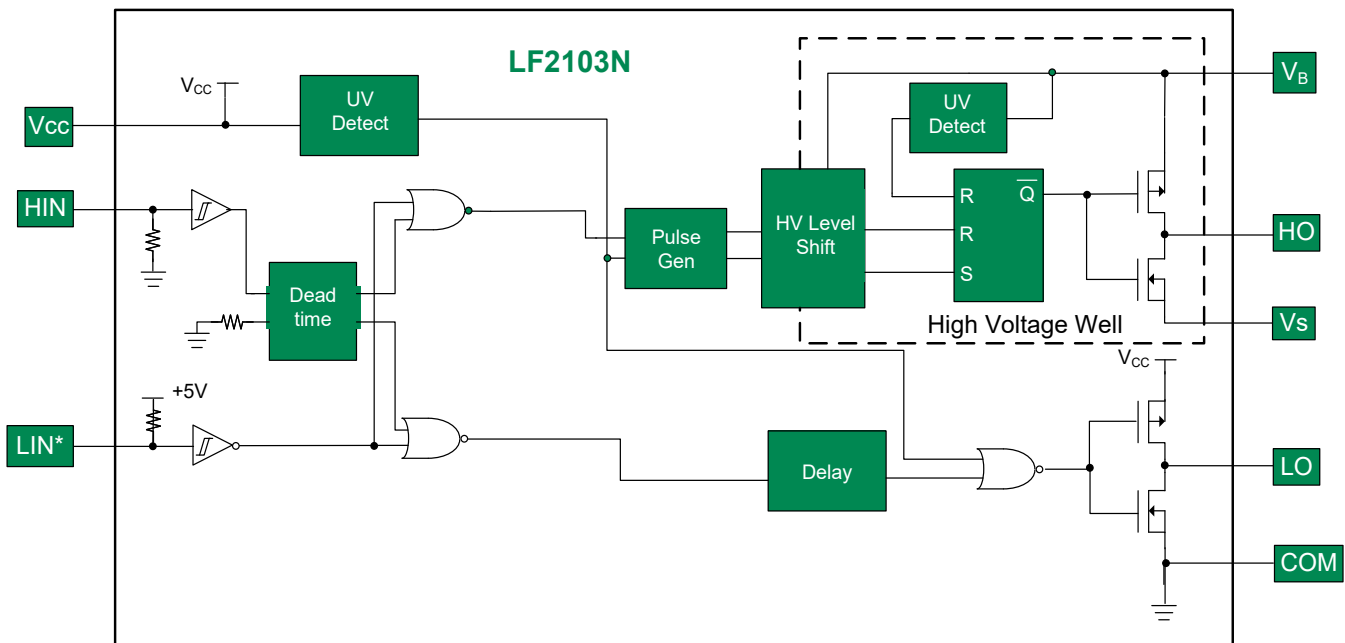 LF2103N
VCC
UV
Detect
Vcc
UV
Detect
VB
HIN
R
Q̅
R
S
Pulse
Gen
HV Level
Shift
HO
Dead
time
High Voltage Well
Vs
VCC
+5V
LIN*
Delay
LO
COM